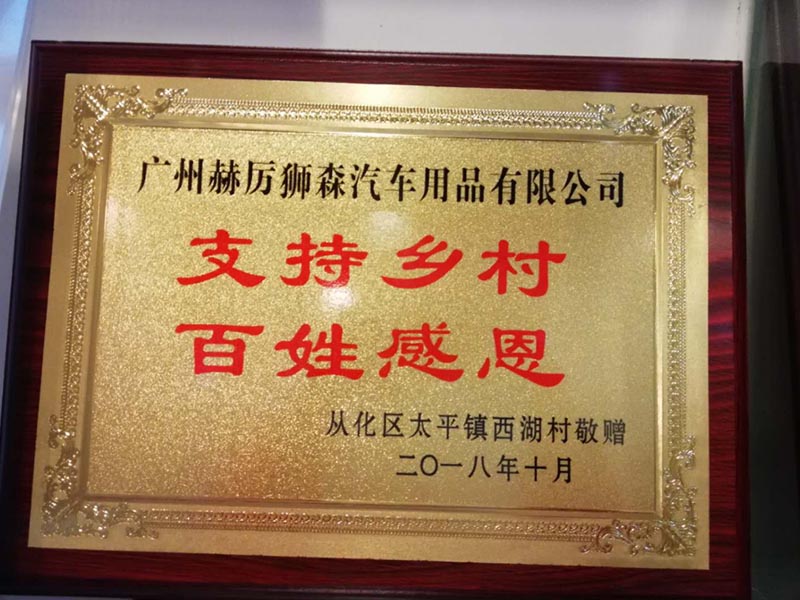 广州赫厉狮森汽车用品有限公司
支持乡村
百姓感恩
从化区太平镇西湖村敬赠
二〇一八年十月